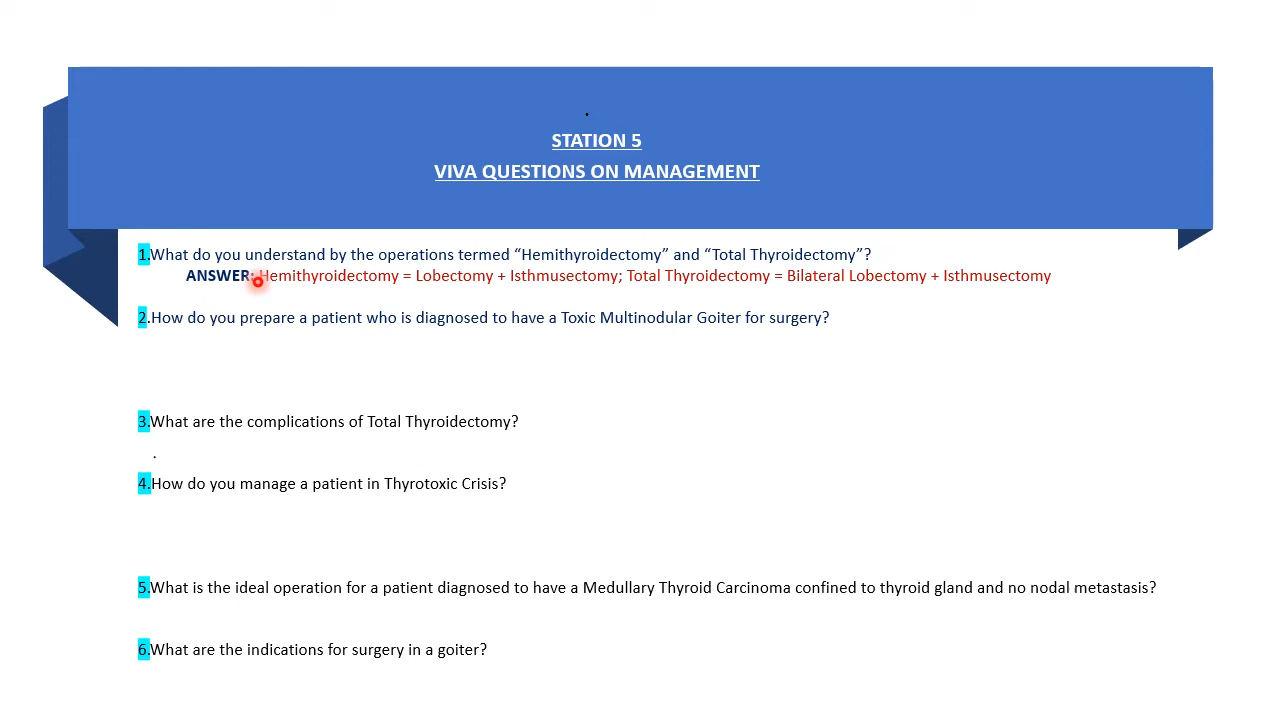 STATION 5
VIVA QUESTIONS ON MANAGEMENT
1.What do you understand by the operations termed “Hemithyroidectomy” and “Total Thyroidectomy”?
ANSWER: Hemithyroidectomy = Lobectomy + Isthmusectomy; Total Thyroidectomy = Bilateral Lobectomy + Isthmusectomy
2.How do you prepare a patient who is diagnosed to have a Toxic Multinodular Goiter for surgery?
3.What are the complications of Total Thyroidectomy?
.
4.How do you manage a patient in Thyrotoxic Crisis?
5.What is the ideal operation for a patient diagnosed to have a Medullary Thyroid Carcinoma confined to thyroid gland and no nodal metastasis?
6.What are the indications for surgery in a goiter?